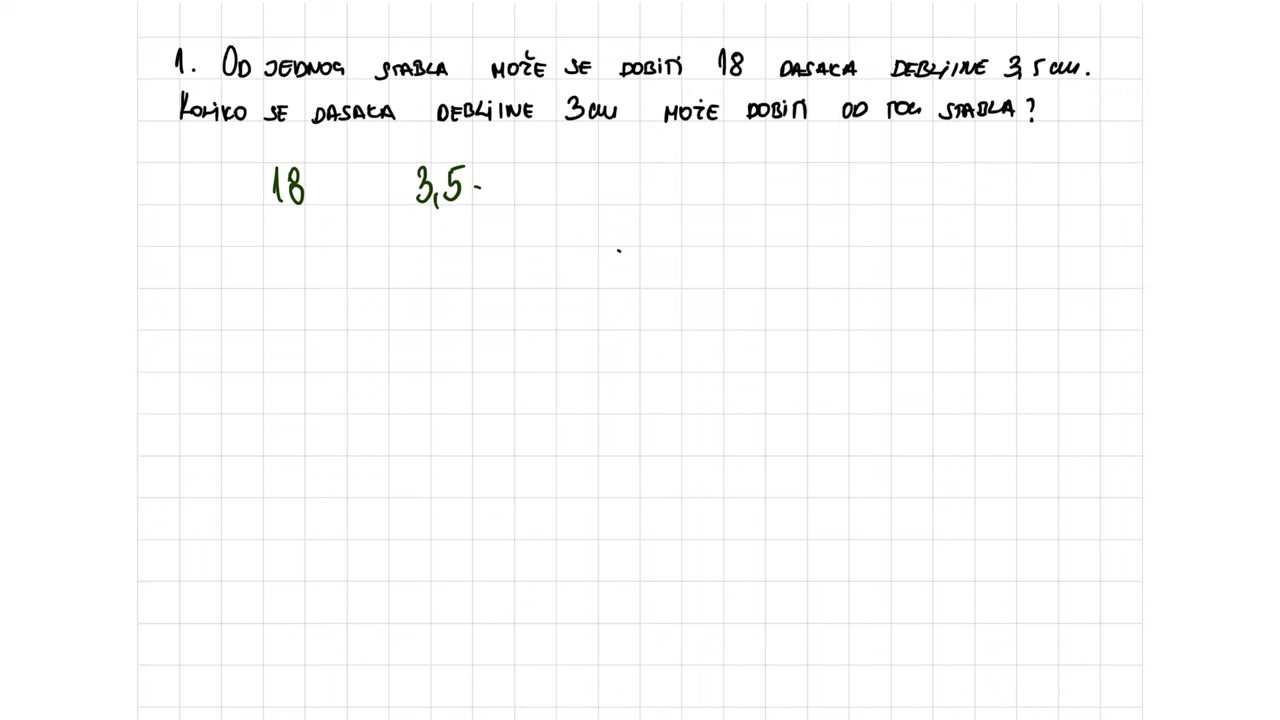 1. OD JEDNOG STABLA MOŽE SE DOBITI 18 DASAKA DEBLJINE 3,5 cm.
KOLIKO SE DASAKA DEBLJINE 3 cm MOŽE DOBITI OD TOG STABLA?
18 3,5